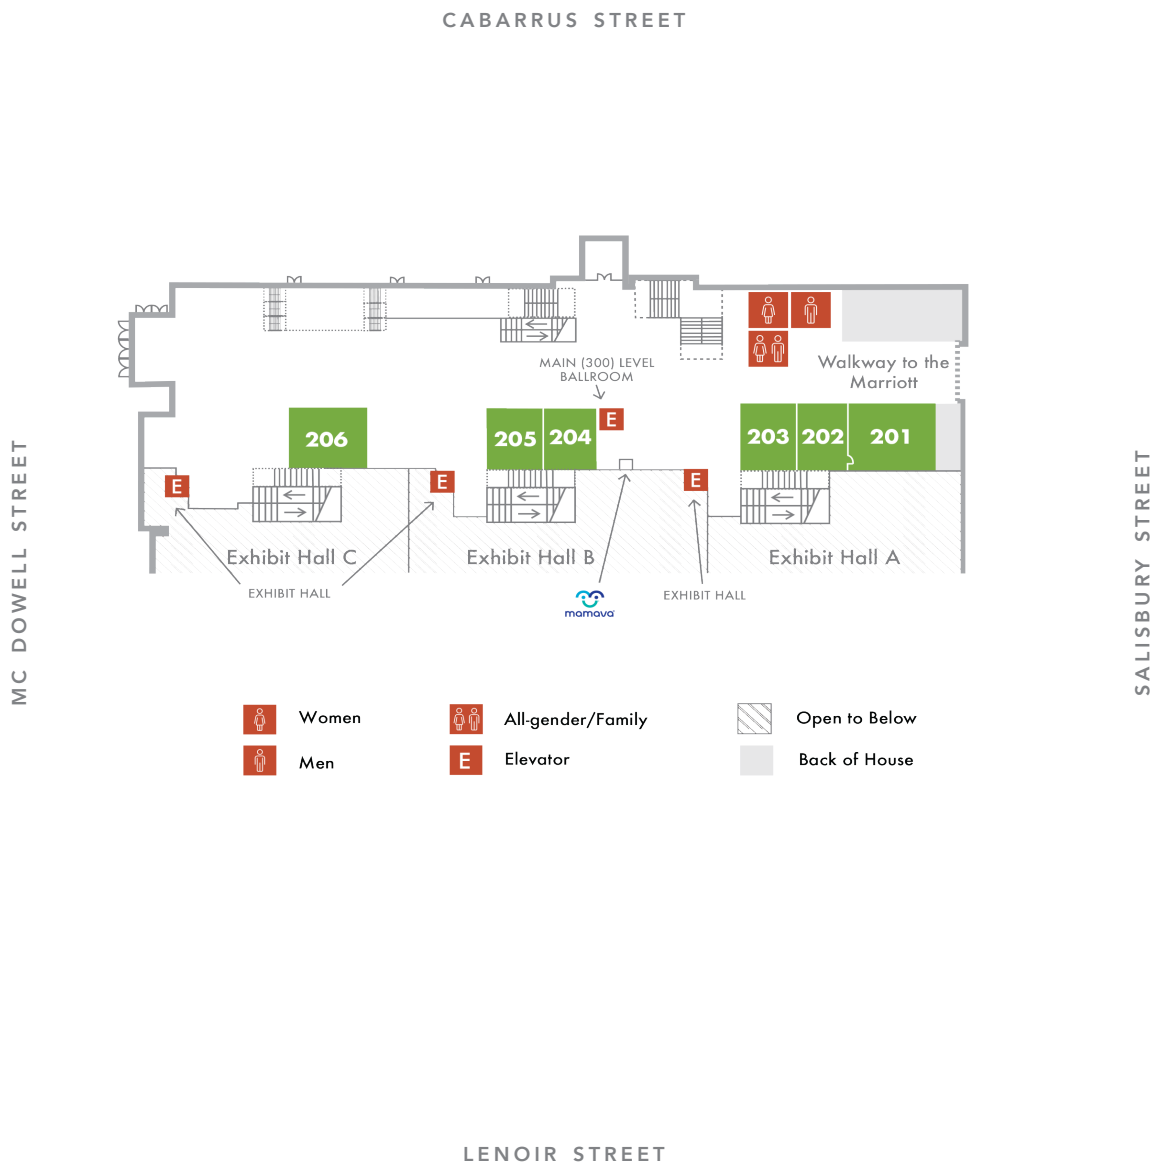 CABARRUS STREET
MAIN (300) LEVEL
BALLROOM
Walkway to the
Marriott
E
206
205
204
203
202
201
E
E
E
MC DOWELL STREET
SALISBURY STREET
Exhibit Hall C
Exhibit Hall B
Exhibit Hall A
EXHIBIT HALL
mamava
EXHIBIT HALL
Women
All-gender/Family
Open to Below
Men
E
Elevator
Back of House
LENOIR STREET